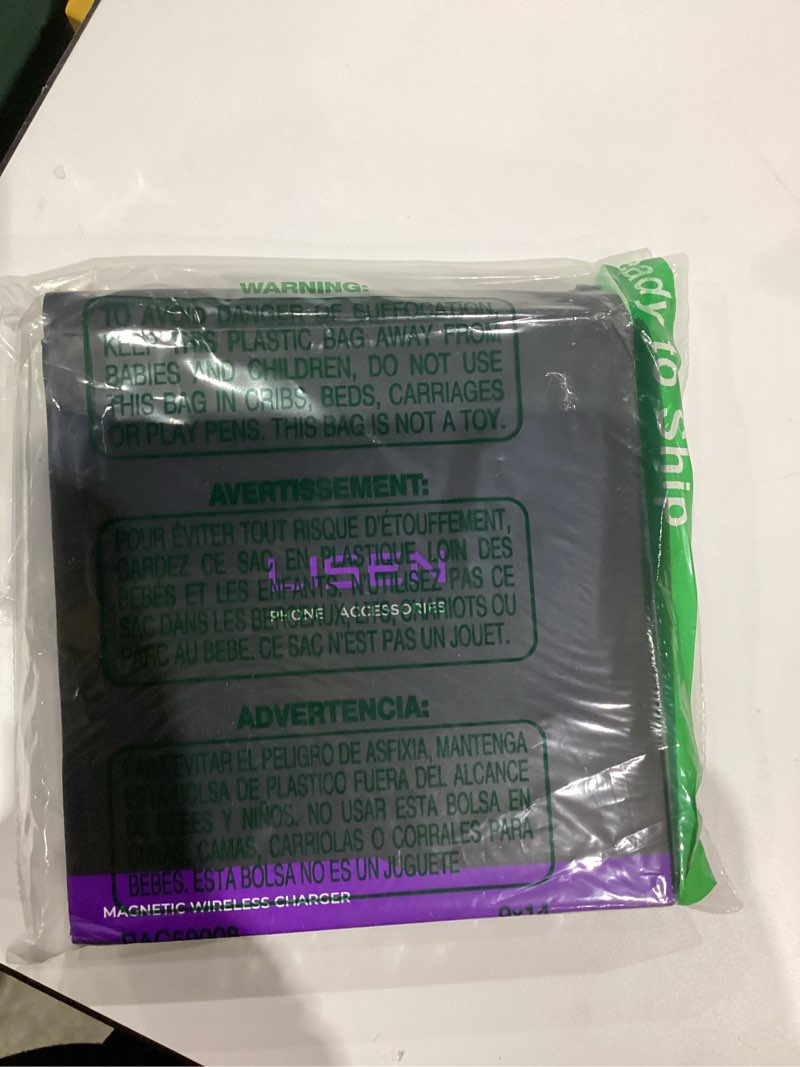 WARNING:
TO AVOID DANGER OF SUFFOCATION,
KEEP THIS PLASTIC BAG AWAY FROM
BABIES AND CHILDREN, DO NOT USE
THIS BAG IN CRIBS, BEDS, CARRIAGES
OR PLAY PENS. THIS BAG IS NOT A TOY.
AVERTISSEMENT:
POUR ÉVITER TOUT RISQUE D'ÉTOUFFEMENT,
GARDEZ CE SAC EN PLASTIQUE LOIN DES
BÉBES ET LES ENFANTS. N'UTILISEZ PAS CE
SAC DANS LES BERCEAUX, LITS, CHARIOTS OU
PARC AU BEBE. CE SAC N'EST PAS UN JOUET.
LISEN
PHONE ACCESSORIES
ADVERTENCIA:
PARA EVITAR EL PELIGRO DE ASFIXIA, MANTENGA
BOLSA DE PLASTICO FUERA DEL ALCANCE
DE BEBES Y NIÑOS. NO USAR ESTA BOLSA EN
CUNAS, CAMAS, CARRIOLAS O CORRALES PARA
BEBES. ESTA BOLSA NO ES UN JUGUETE
MAGNETIC WIRELESS CHARGER
9x14
Ready to Ship